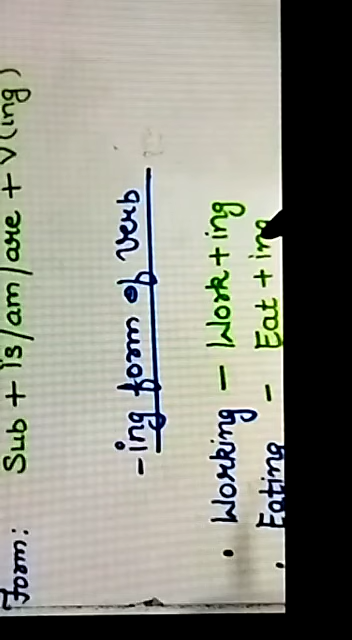 Form: Sub + is/am/are + V(ing)
-ing form of verb
• Working - Work+ing
• Eating - Eat+ing